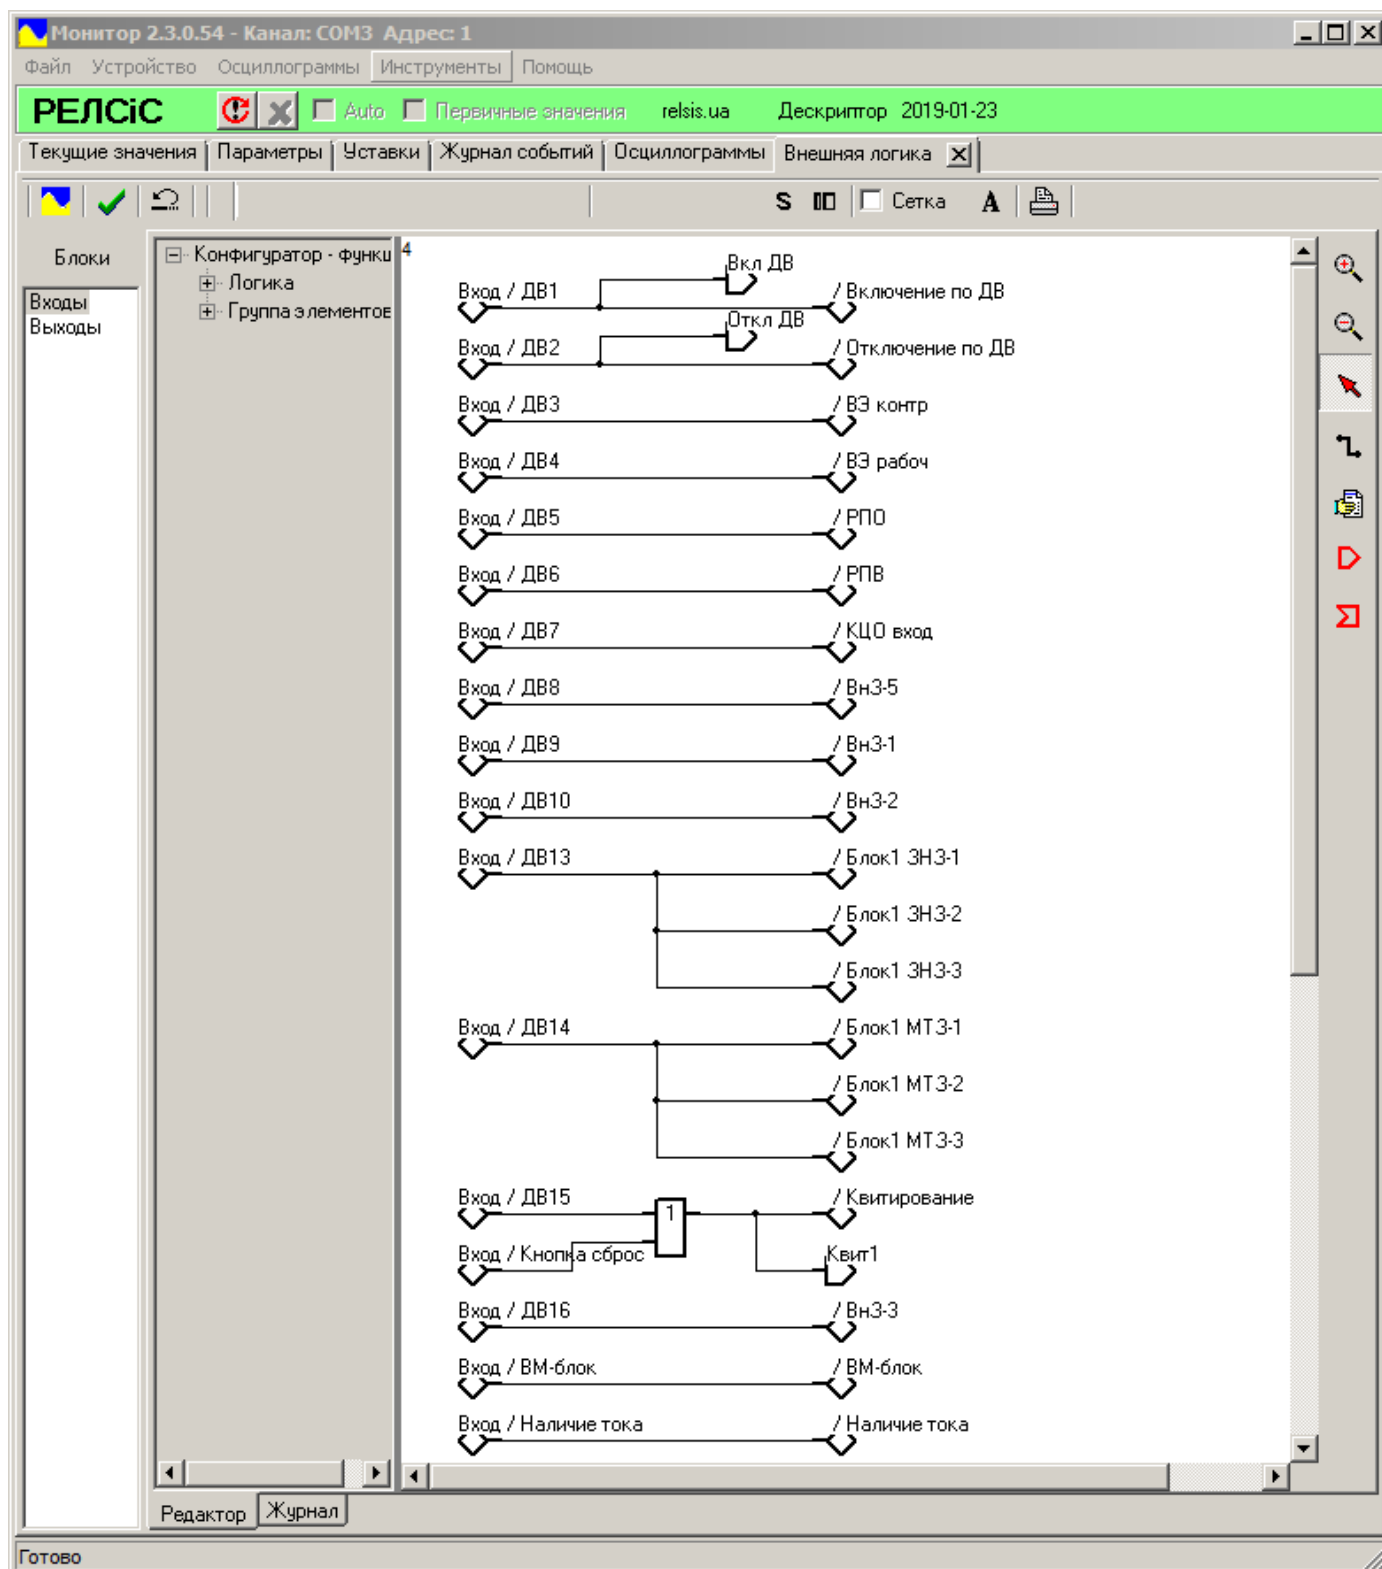 Монитор 2.3.0.54 - Канал: COM3 Адрес: 1
Файл Устройство Осциллограммы Инструменты Помощь
РЕЛСіС Auto Первичные значения relsis.ua Дескриптор 2019-01-23
Текущие значения Параметры Уставки Журнал событий Осциллограммы Внешняя логика
S Сетка A
Блоки
Входы
Выходы
Конфигуратор - функц
Логика
Группа элементов
4
Вкл ДВ
Вход / ДВ1 / Включение по ДВ
Откл ДВ
Вход / ДВ2 / Отключение по ДВ
Вход / ДВ3 / ВЭ контр
Вход / ДВ4 / ВЭ рабоч
Вход / ДВ5 / РПО
Вход / ДВ6 / РПВ
Вход / ДВ7 / КЦО вход
Вход / ДВ8 / ВнЗ-5
Вход / ДВ9 / ВнЗ-1
Вход / ДВ10 / ВнЗ-2
Вход / ДВ13 / Блок1 ЗНЗ-1
/ Блок1 ЗНЗ-2
/ Блок1 ЗНЗ-3
Вход / ДВ14 / Блок1 МТЗ-1
/ Блок1 МТЗ-2
/ Блок1 МТЗ-3
Вход / ДВ15 1 / Квитирование
Вход / Кнопка сброс Квит1
Вход / ДВ16 / ВнЗ-3
Вход / ВМ-блок / ВМ-блок
Вход / Наличие тока / Наличие тока
Редактор Журнал
Готово